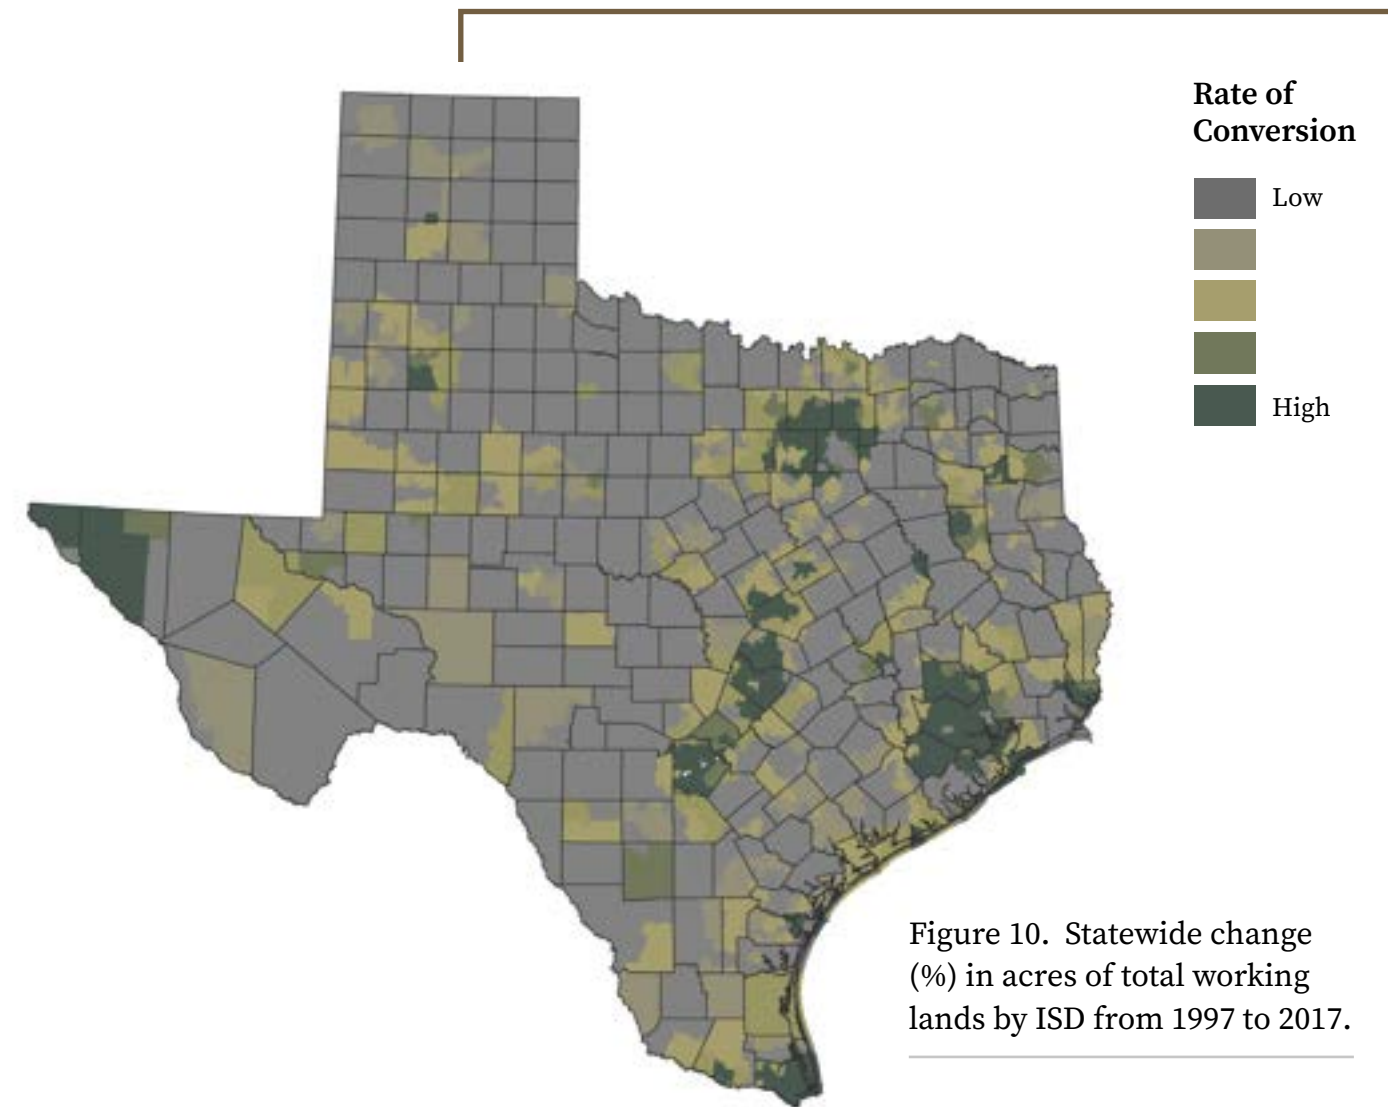 Rate of
Conversion
Low
High
Figure 10.  Statewide change
(%) in acres of total working
lands by ISD from 1997 to 2017.